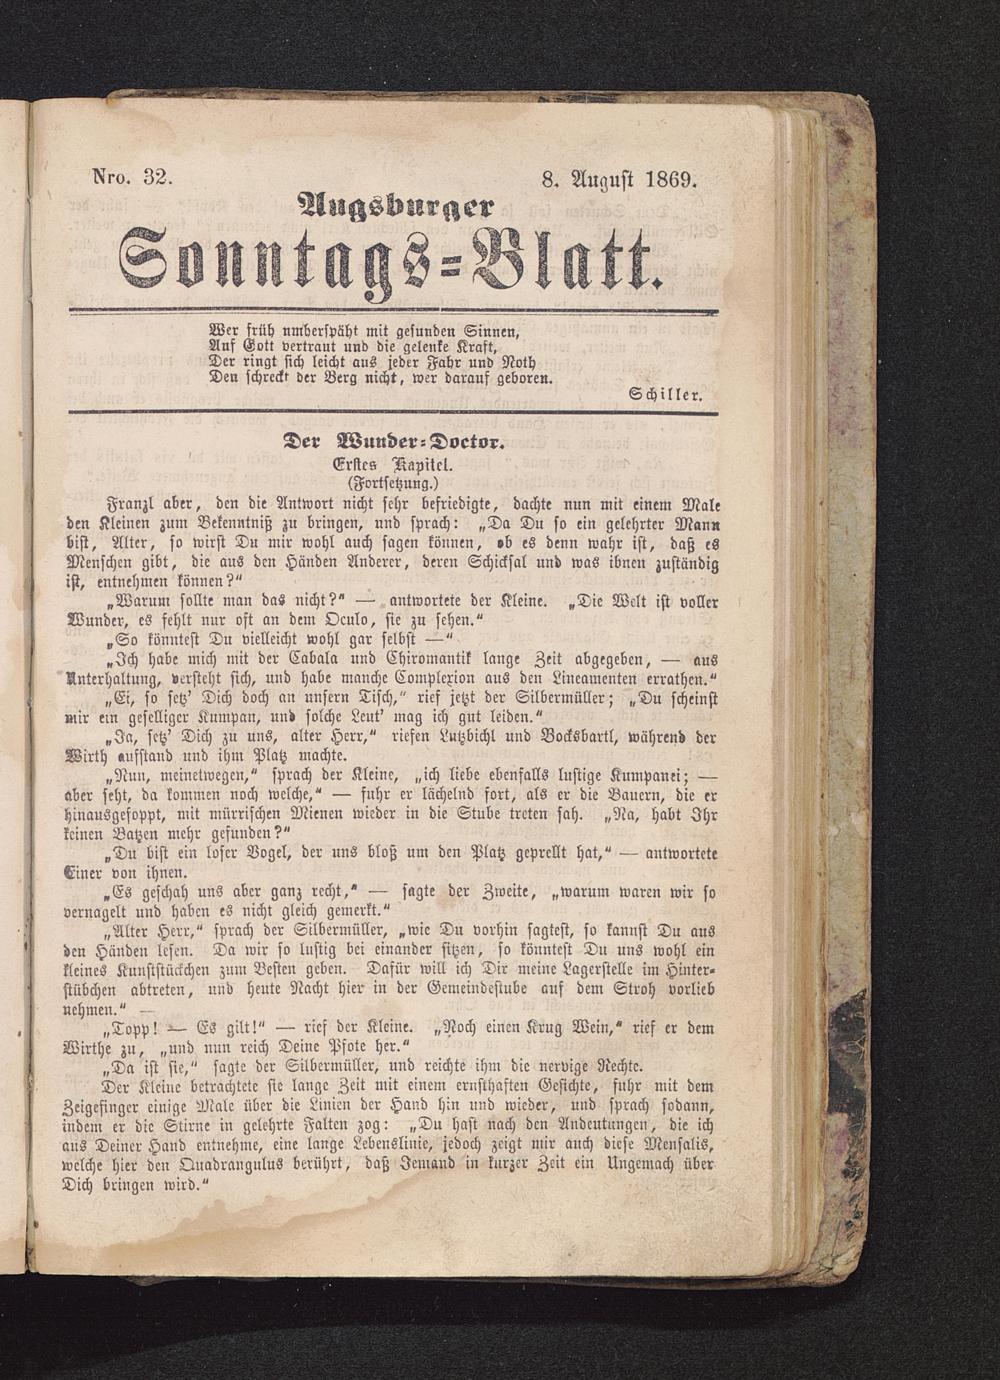 Nro. 32.
8. August 1869.
Augsburger
Sonntags=Blatt.
Wer früh umherspäht mit gesunden Sinnen,
Auf Gott vertraut und die gelenke Kraft,
Der ringt sich leicht aus jeder Fahr und Noth
Den schreckt der Berg nicht, wer darauf geboren.
Schiller.
Der Wunder=Doctor.
Erstes Kapitel.
(Fortsetzung.)
Franzl aber, den die Antwort nicht sehr befriedigte, dachte nun mit einem Male
den Kleinen zum Bekenntniß zu bringen, und sprach: „Da Du so ein gelehrter Mann
bist, Alter, so wirst Du mir wohl auch sagen können, ob es denn wahr ist, daß es
Menschen gibt, die aus den Händen Anderer, deren Schicksal und was ihnen zuständig
ist, entnehmen können?“
„Warum sollte man das nicht?“ — antwortete der Kleine. „Die Welt ist voller
Wunder, es fehlt nur oft an dem Oculo, sie zu sehen.“
„So könntest Du vielleicht wohl gar selbst —“
„Ich habe mich mit der Cabala und Chiromantik lange Zeit abgegeben, — aus
Unterhaltung, versteht sich, und habe manche Complexion aus den Lineamenten errathen.“
„Ei, so setz' Dich doch an unsern Tisch,“ rief jetzt der Silbermüller; „Du scheinst
mir ein geselliger Kumpan, und solche Leut' mag ich gut leiden.“
„Ja, setz' Dich zu uns, alter Herr,“ riefen Lutzbichl und Bocksbartl, während der
Wirth aufstand und ihm Platz machte.
„Nun, meinetwegen,“ sprach der Kleine, „ich liebe ebenfalls lustige Kumpanei; —
aber seht, da kommen noch welche,“ — fuhr er lächelnd fort, als er die Bauern, die er
hinausgefoppt, mit mürrischen Mienen wieder in die Stube treten sah. „Na, habt Ihr
keinen Batzen mehr gefunden?“
„Du bist ein loser Vogel, der uns bloß um den Platz geprellt hat,“ — antwortete
Einer von ihnen.
„Es geschah uns aber ganz recht,“ — sagte der Zweite, „warum waren wir so
vernagelt und haben es nicht gleich gemerkt.“
„Alter Herr,“ sprach der Silbermüller, „wie Du vorhin sagtest, so kannst Du aus
den Händen lesen. Da wir so lustig bei einander sitzen, so könntest Du uns wohl ein
kleines Kunststückchen zum Besten geben. Dafür will ich Dir meine Lagerstelle im Hinter=
stübchen abtreten, und heute Nacht hier in der Gemeindestube auf dem Stroh vorlieb
nehmen.“ —
„Topp! — Es gilt!“ — rief der Kleine. „Noch einen Krug Wein,“ rief er dem
Wirthe zu, „und nun reich Deine Pfote her.“
„Da ist sie,“ sagte der Silbermüller, und reichte ihm die nervige Rechte.
Der Kleine betrachtete sie lange Zeit mit einem ernsthaften Gesichte, fuhr mit dem
Zeigefinger einige Male über die Linien der Hand hin und wieder, und sprach sodann,
indem er die Stirne in gelehrte Falten zog: „Du hast nach den Andeutungen, die ich
aus Deiner Hand entnehme, eine lange Lebenslinie, jedoch zeigt mir auch diese Mensalis,
welche hier den Quadrangulus berührt, daß Jemand in kurzer Zeit ein Ungemach über
Dich bringen wird.“